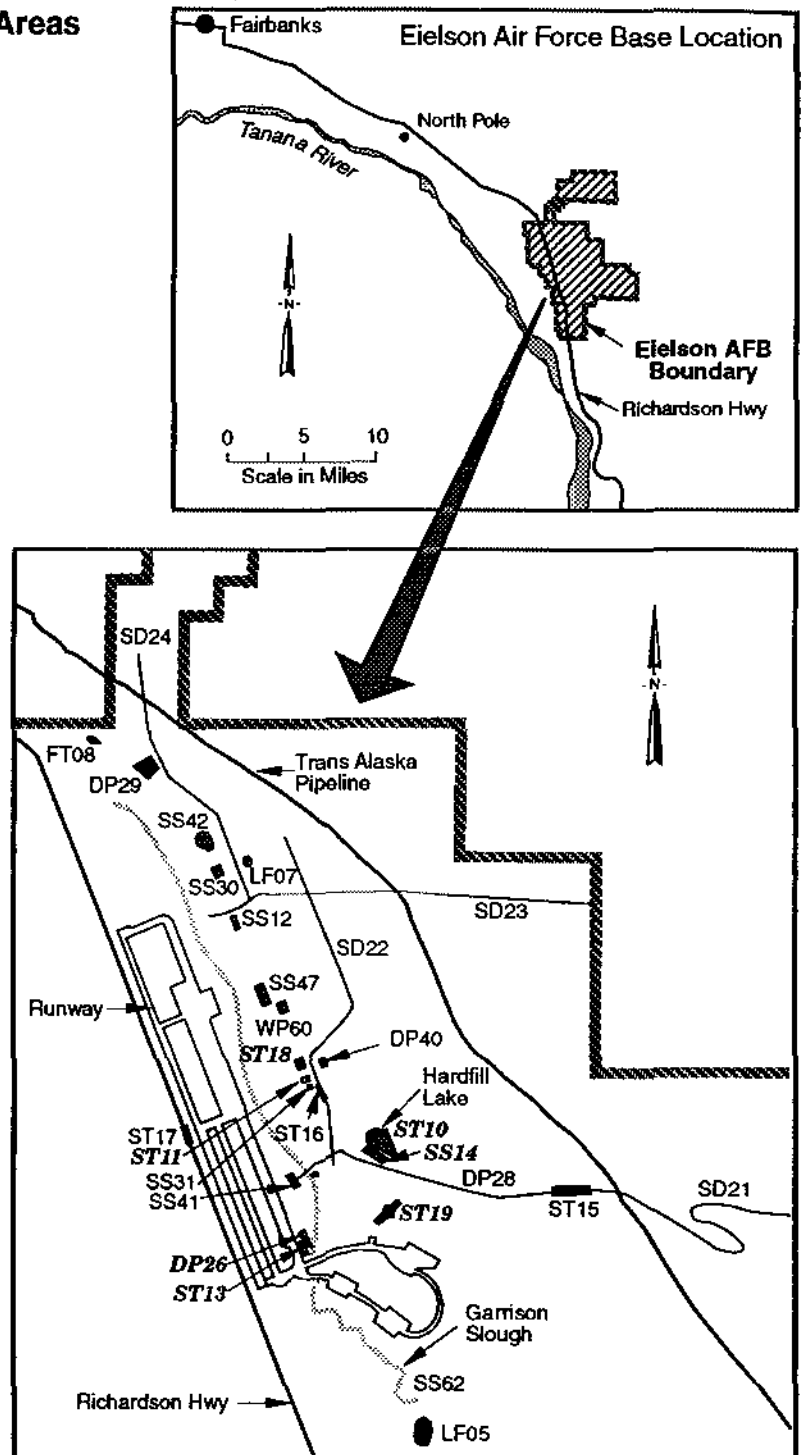 Areas
Fairbanks
Eielson Air Force Base Location
North Pole
Tanana River
-N-
Eielson AFB
Boundary
Richardson Hwy
0 5 10
Scale in Miles
SD24
-N-
FT08
Trans Alaska
Pipeline
DP29
SS42
LF07
SS30
SD23
SS12
SD22
SS47
Runway
WP60
DP40
ST18
Hardfill
Lake
ST10
ST16
ST17
ST11
SS14
SS31
DP28
SS41
SD21
ST15
ST19
DP26
ST13
Garrison
Slough
SS62
Richardson Hwy
LF05